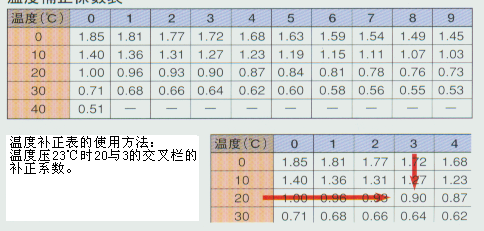 温度补正系数表
温度(℃) 0 1 2 3 4 5 6 7 8 9
0 1.85 1.81 1.77 1.72 1.68 1.63 1.59 1.54 1.49 1.45
10 1.40 1.36 1.31 1.27 1.23 1.19 1.15 1.11 1.07 1.03
20 1.00 0.96 0.93 0.90 0.87 0.84 0.81 0.78 0.76 0.73
30 0.71 0.68 0.66 0.64 0.62 0.60 0.58 0.56 0.55 0.53
40 0.51 — — — — — — — — —
温度补正表的使用方法:
温度压23℃时20与3的交叉栏的
补正系数。
温度(℃) 0 1 2 3 4
0 1.85 1.81 1.77 1.72 1.68
10 1.40 1.36 1.31 1.27 1.23
20 1.00 0.96 0.93 0.90 0.87
30 0.71 0.68 0.66 0.64 0.62